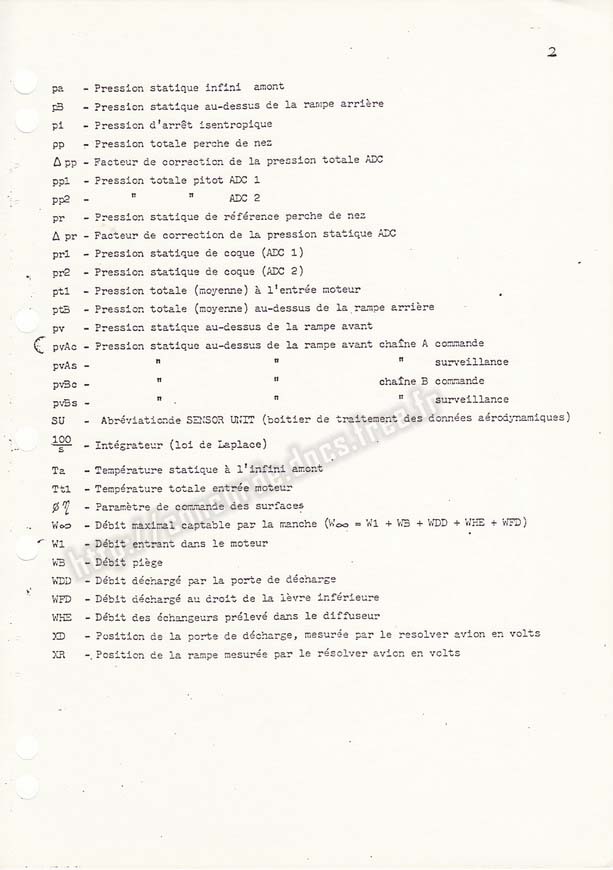 2
pa - Pression statique infini amont
pB - Pression statique au-dessus de la rampe arrière
pi - Pression d'arrêt isentropique
pp - Pression totale perche de nez
Δ pp - Facteur de correction de la pression totale ADC
pp1 - Pression totale pitot ADC 1
pp2 - " " ADC 2
pr - Pression statique de référence perche de nez
Δ pr - Facteur de correction de la pression statique ADC
pr1 - Pression statique de coque (ADC 1)
pr2 - Pression statique de coque (ADC 2)
pt1 - Pression totale (moyenne) à l'entrée moteur
ptB - Pression totale (moyenne) au-dessus de la rampe arrière
pv - Pression statique au-dessus de la rampe avant
pvAc - Pression statique au-dessus de la rampe avant chaîne A commande
pvAs - " " " surveillance
pvBc - " " chaîne B commande
pvBs - " " " surveillance
SU - Abréviationde SENSOR UNIT (boitier de traitement des données aérodynamiques)
100/s - Intégrateur (loi de Laplace)
Ta - Température statique à l'infini amont
Tt1 - Température totale entrée moteur
Ø η - Paramètre de commande des surfaces
W∞ - Débit maximal captable par la manche (W∞ = W1 + WB + WDD + WHE + WFD)
W1 - Débit entrant dans le moteur
WB - Débit piège
WDD - Débit déchargé par la porte de décharge
WFD - Débit déchargé au droit de la lèvre inférieure
WHE - Débit des échangeurs prélevé dans le diffuseur
XD - Position de la porte de décharge, mesurée par le resolver avion en volts
XR - Position de la rampe mesurée par le résolver avion en volts